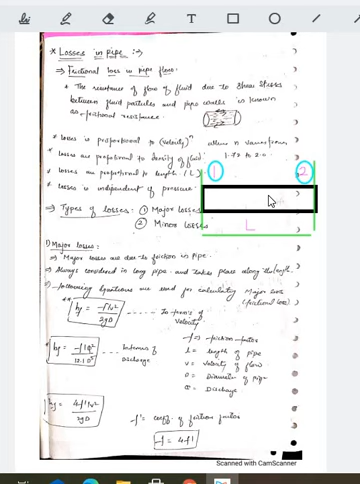 * Losses in pipe :→
⇒ Frictional loss in pipe flow:
* The resistance of flow of fluid due to shear stress
between fluid particles and pipe walls is known
as frictional resistance.
* losses is proportional to (velocity)^n where n varies from
1.72 to 2.0.
* losses are proportional to density of fluid.
* losses are proportional to length (L)
* losses is independent of pressure.
1
2
L
⇒ Types of losses: ① Major losses
② Minor losses
1) Major losses:
⇒ Major losses are due to friction in pipe.
⇒ Always considered in long pipe and takes place along the length.
⇒ following equations are used for calculating Major loss
(frictional loss)
** hf = flv²/2gD ..... In terms of
velocity
* hf = flQ²/12.1D⁵ ..... In terms of
discharge
f ⇒ friction factor
L = length of pipe
v = velocity of flow
D = Diameter of pipe
Q = Discharge
hf = 4f'lv²/2gD
f' = coeff. of friction factor
f = 4f'
Scanned with CamScanner